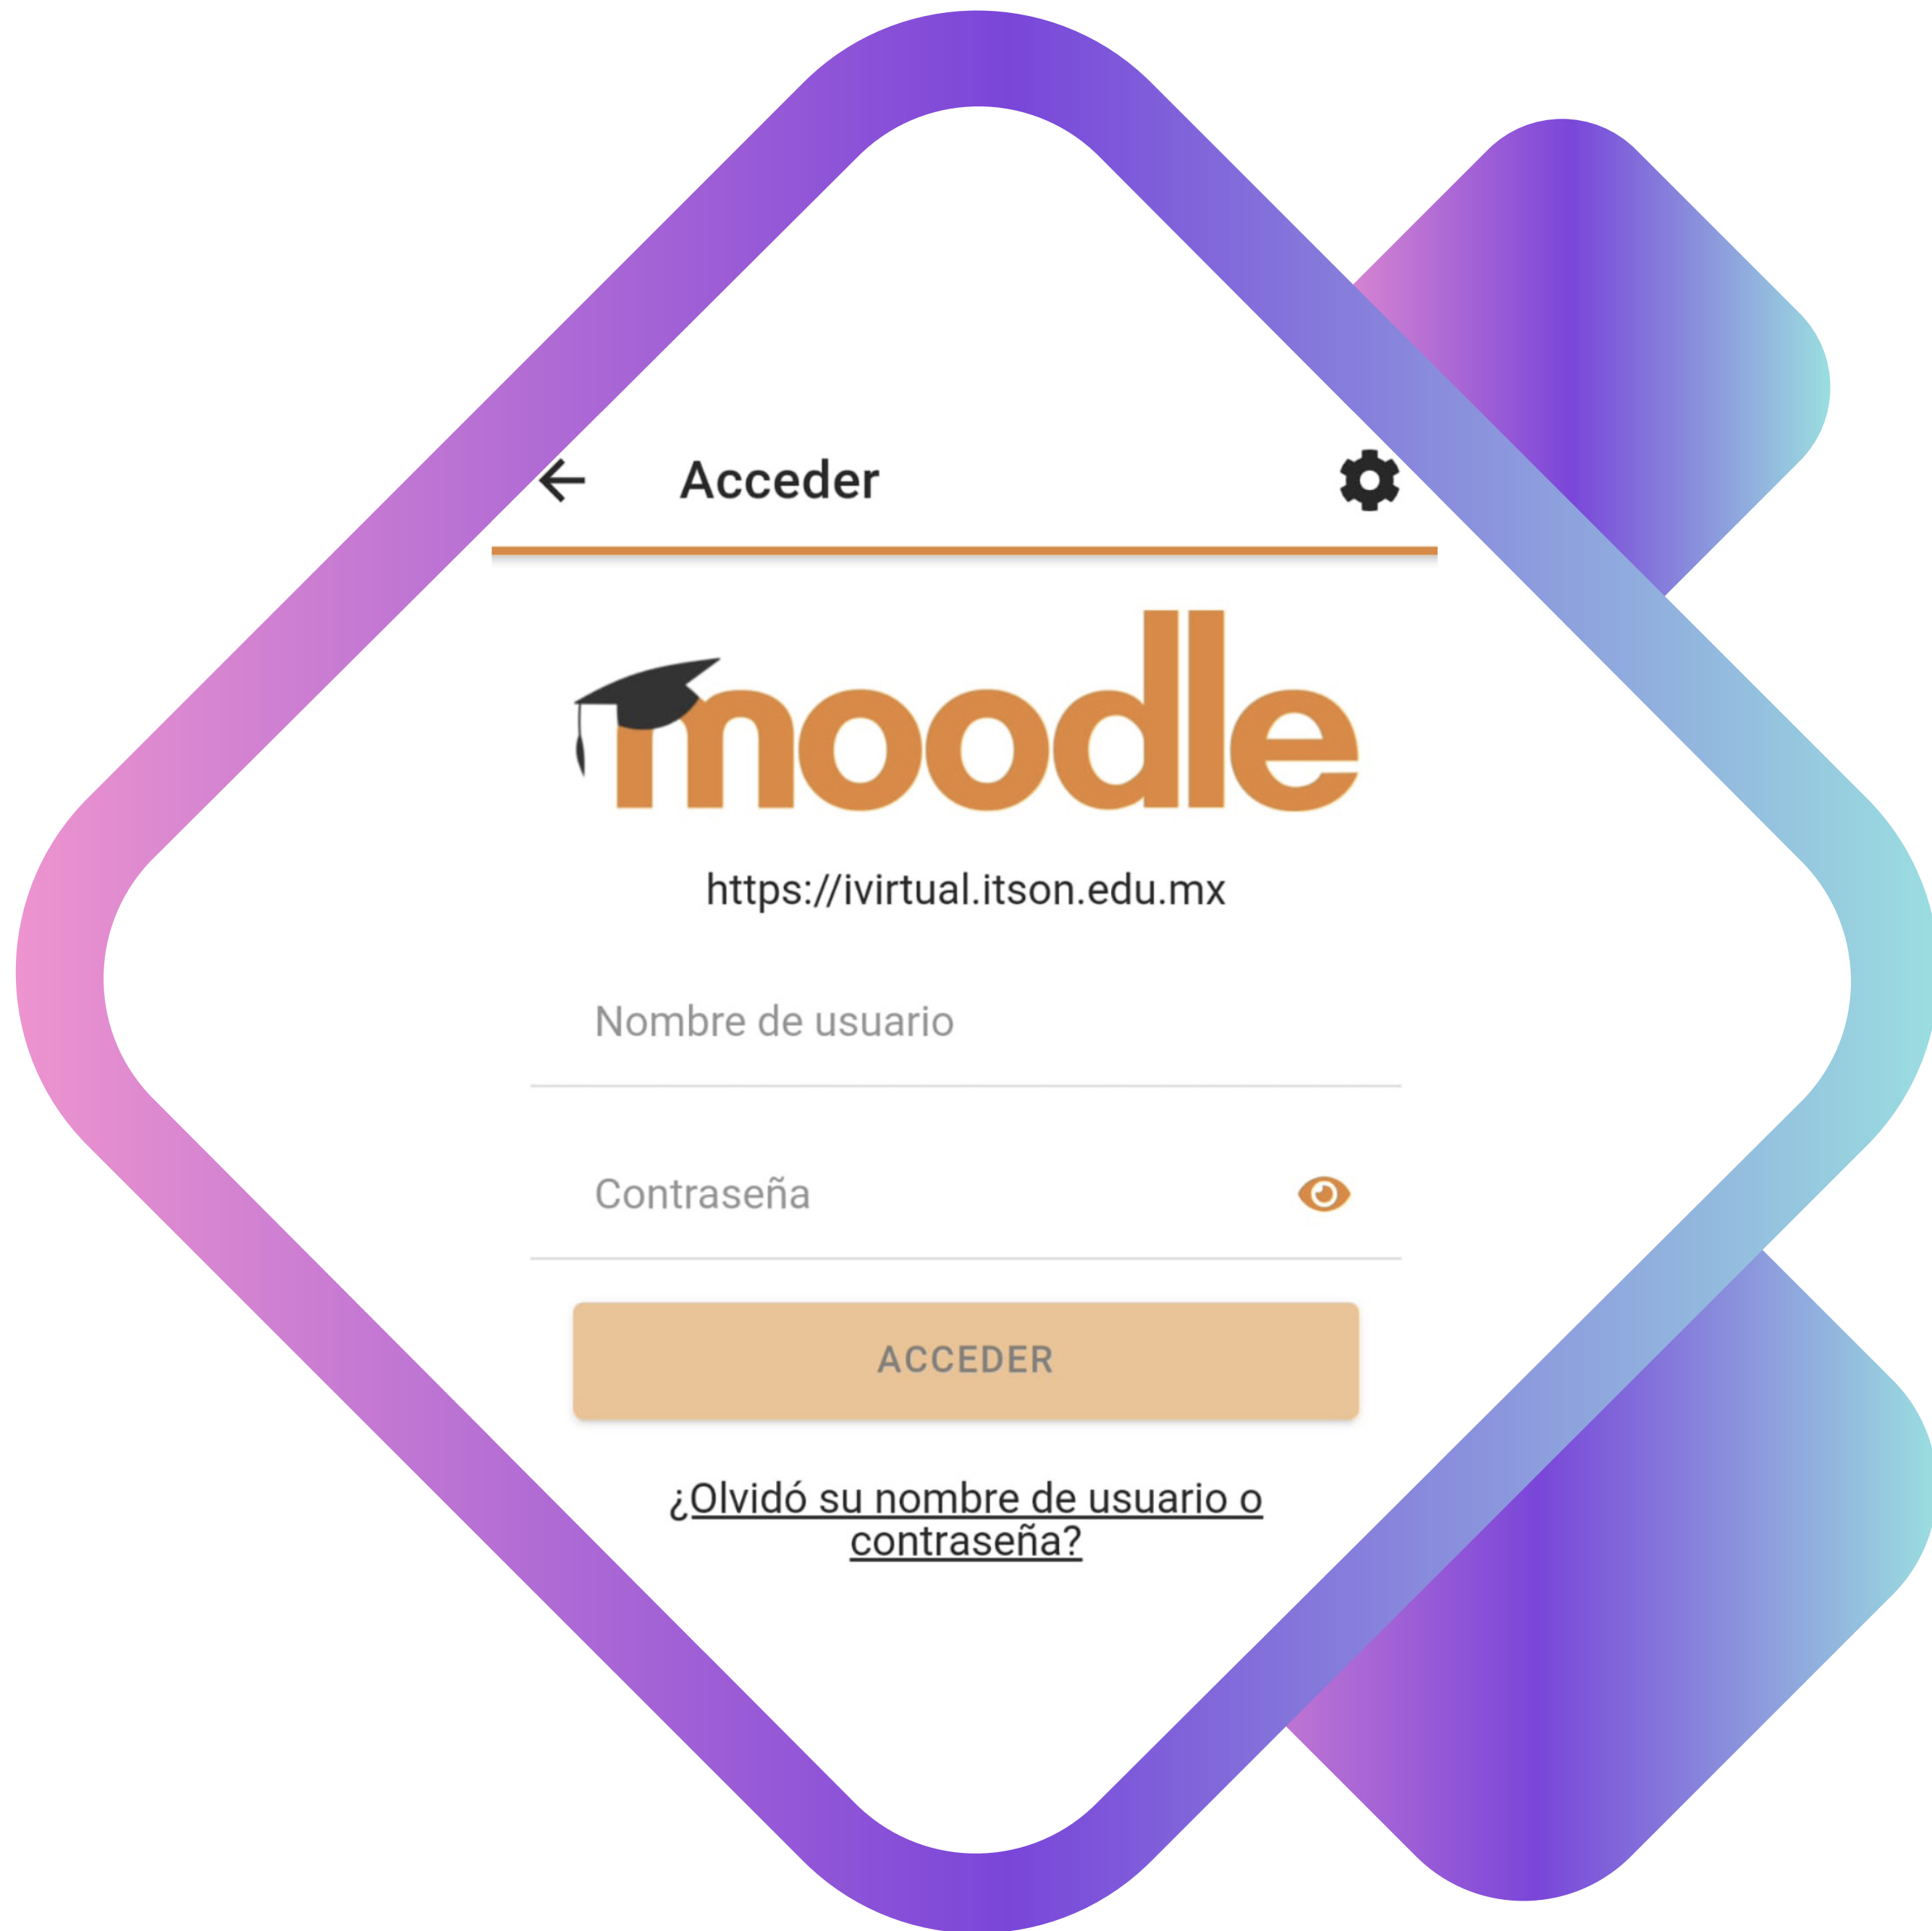 Acceder
moodle
https://ivirtual.itson.edu.mx
Nombre de usuario
Contraseña
ACCEDER
¿Olvidó su nombre de usuario o
contraseña?